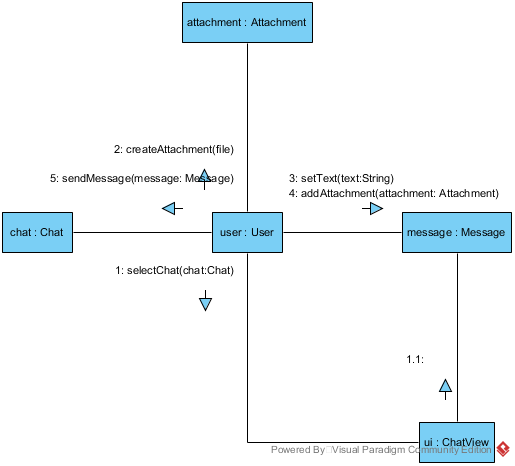 attachment : Attachment
2: createAttachment(file)
5: sendMessage(message: Message)
3: setText(text:String)
4: addAttachment(attachment: Attachment)
chat : Chat
user : User
message : Message
1: selectChat(chat:Chat)
1.1:
ui : ChatView
Powered By Visual Paradigm Community Edition